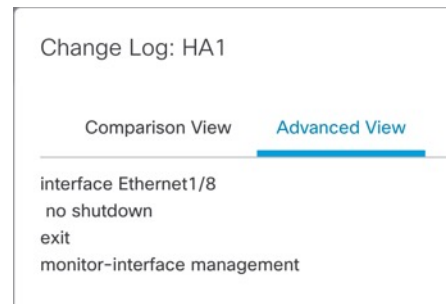 Change Log: HA1
Comparison View Advanced View
interface Ethernet1/8
no shutdown
exit
monitor-interface management